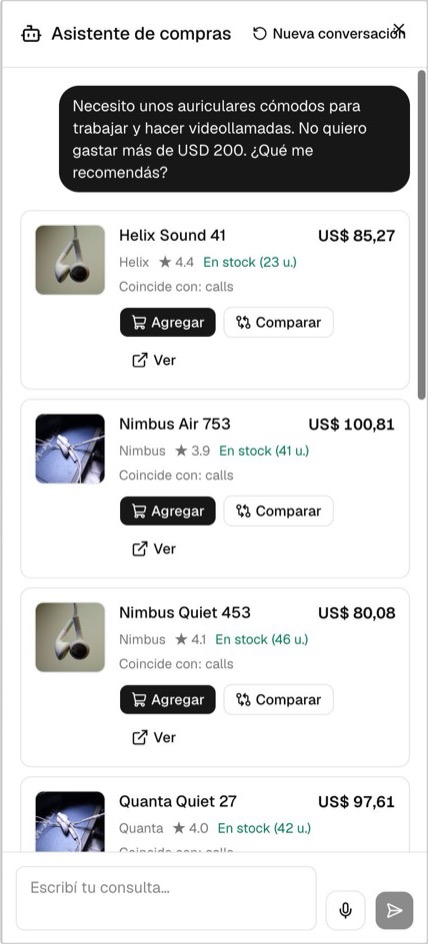 Asistente de compras
Nueva conversación
Necesito unos auriculares cómodos para
trabajar y hacer videollamadas. No quiero
gastar más de USD 200. ¿Qué me
recomendás?
Helix Sound 41 US$ 85,27
Helix ★ 4.4 En stock (23 u.)
Coincide con: calls
Agregar Comparar
Ver
Nimbus Air 753 US$ 100,81
Nimbus ★ 3.9 En stock (41 u.)
Coincide con: calls
Agregar Comparar
Ver
Nimbus Quiet 453 US$ 80,08
Nimbus ★ 4.1 En stock (46 u.)
Coincide con: calls
Agregar Comparar
Ver
Quanta Quiet 27 US$ 97,61
Quanta ★ 4.0 En stock (42 u.)
Coincide con: calls
Escribí tu consulta...